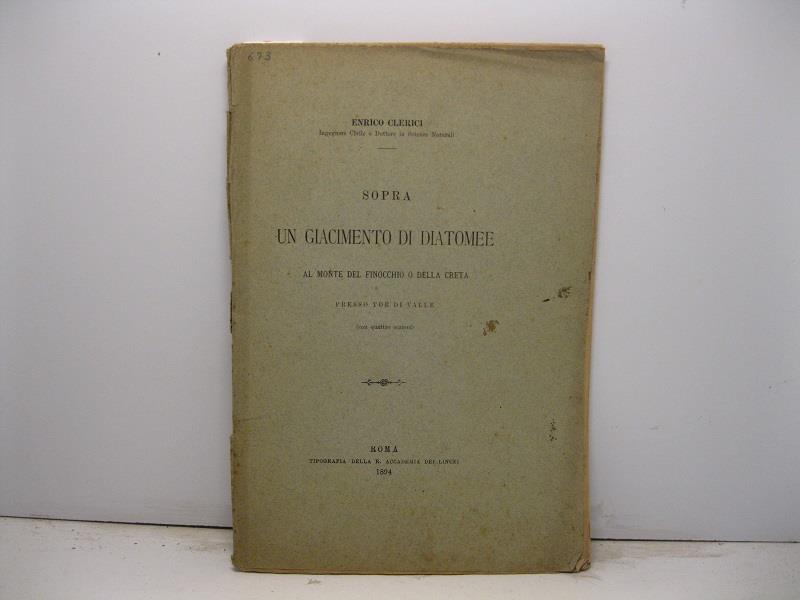 673
ENRICO CLERICI
Ingegnere Civile e Dottore in Scienze Naturali
SOPRA
UN GIACIMENTO DI DIATOMEE
AL MONTE DEL FINOCCHIO O DELLA CRETA
PRESSO TOR DI VALLE
(con quattro sezioni)
ROMA
TIPOGRAFIA DELLA R. ACCADEMIA DEI LINCEI
1894